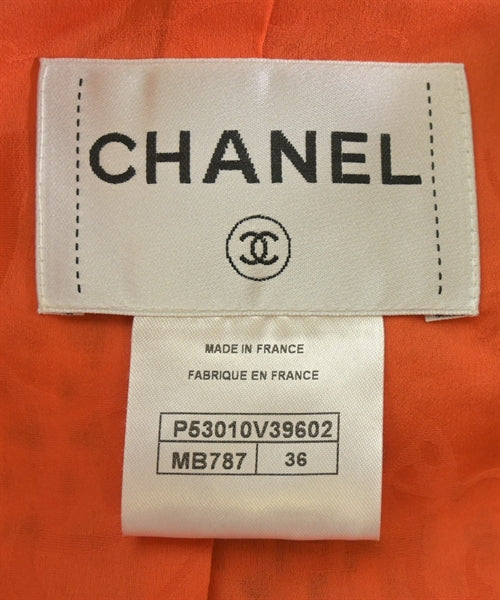 CHANEL
MADE IN FRANCE
FABRIQUE EN FRANCE
P53010V39602
MB787 36